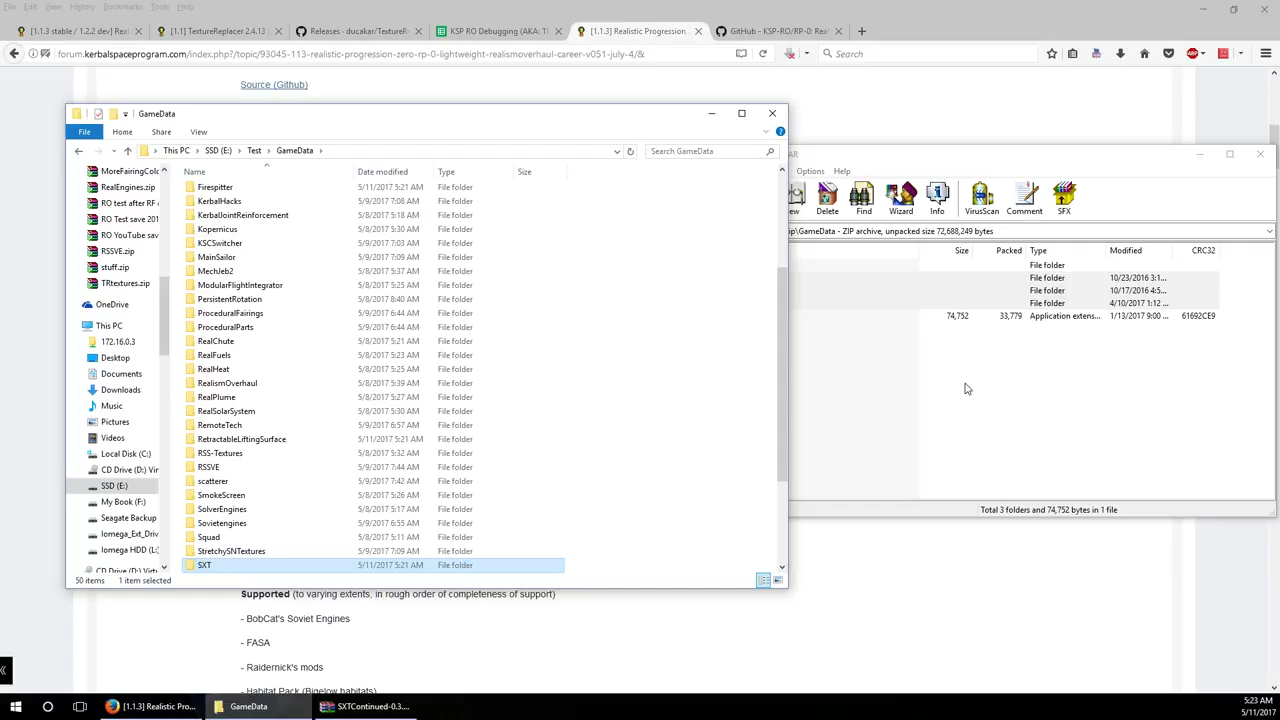 File Edit View History Bookmarks Tools Help
[1.1.3 stable / 1.2.2 dev] Real...
[1.1] TextureReplacer 2.4.13 ...
Releases - ducakar/TextureR...
KSP RO Debugging (AKA: T...
[1.1.3] Realistic Progression...
GitHub - KSP-RO/RP-0: Real...
forum.kerbalspaceprogram.com/index.php?/topic/93045-113-realistic-progression-zero-rp-0-lightweight-realismoverhaul-career-v051-july-4/&
Search
Source (Github)
GameData
File Home Share View
This PC > SSD (E:) > Test > GameData >
Search GameData
Name Date modified Type Size
MoreFairingColo
RealEngines.zip
RO test after RF
RO Test save 201
RO YouTube sav
RSSVE.zip
stuff.zip
TRtextures.zip
OneDrive
This PC
172.16.0.3
Desktop
Documents
Downloads
Music
Pictures
Videos
Local Disk (C:)
CD Drive (D:) Vir
SSD (E:)
My Book (F:)
Seagate Backup
Iomega_Ext_Driv
Iomega HDD (L:)
CD Drive (D:) Virt
Firespitter 5/11/2017 5:21 AM File folder
KerbalHacks 5/9/2017 7:08 AM File folder
KerbalJointReinforcement 5/8/2017 5:18 AM File folder
Kopernicus 5/8/2017 5:30 AM File folder
KSCSwitcher 5/9/2017 7:03 AM File folder
MainSailor 5/9/2017 7:09 AM File folder
MechJeb2 5/8/2017 5:37 AM File folder
ModularFlightIntegrator 5/8/2017 5:25 AM File folder
PersistentRotation 5/8/2017 8:40 AM File folder
ProceduralFairings 5/9/2017 6:44 AM File folder
ProceduralParts 5/9/2017 6:44 AM File folder
RealChute 5/8/2017 5:21 AM File folder
RealFuels 5/8/2017 5:23 AM File folder
RealHeat 5/8/2017 5:25 AM File folder
RealismOverhaul 5/8/2017 5:39 AM File folder
RealPlume 5/8/2017 5:27 AM File folder
RealSolarSystem 5/8/2017 5:30 AM File folder
RemoteTech 5/9/2017 6:57 AM File folder
RetractableLiftingSurface 5/11/2017 5:21 AM File folder
RSS-Textures 5/8/2017 5:32 AM File folder
RSSVE 5/9/2017 7:44 AM File folder
scatterer 5/9/2017 7:42 AM File folder
SmokeScreen 5/8/2017 5:26 AM File folder
SolverEngines 5/8/2017 5:17 AM File folder
Sovietengines 5/9/2017 6:55 AM File folder
Squad 5/8/2017 5:11 AM File folder
StretchySNTextures 5/9/2017 7:09 AM File folder
SXT 5/11/2017 5:21 AM File folder
50 items 1 item selected
AR
Options Help
ew Delete Find Wizard Info VirusScan Comment SFX
ip\GameData - ZIP archive, unpacked size 72,688,249 bytes
Size Packed Type Modified CRC32
File folder
File folder 10/23/2016 3:1...
File folder 10/17/2016 4:5...
File folder 4/10/2017 1:12 ...
74,752 33,779 Application extens... 1/13/2017 9:00 ... 61692CE9
Total 3 folders and 74,752 bytes in 1 file
Supported (to varying extents, in rough order of completeness of support)
- BobCat's Soviet Engines
- FASA
- Raidernick's mods
- Habitat Pack (Bigelow habitats)
[1.1.3] Realistic Pro...
GameData
SXTContinued-0.3....
5:23 AM
5/11/2017